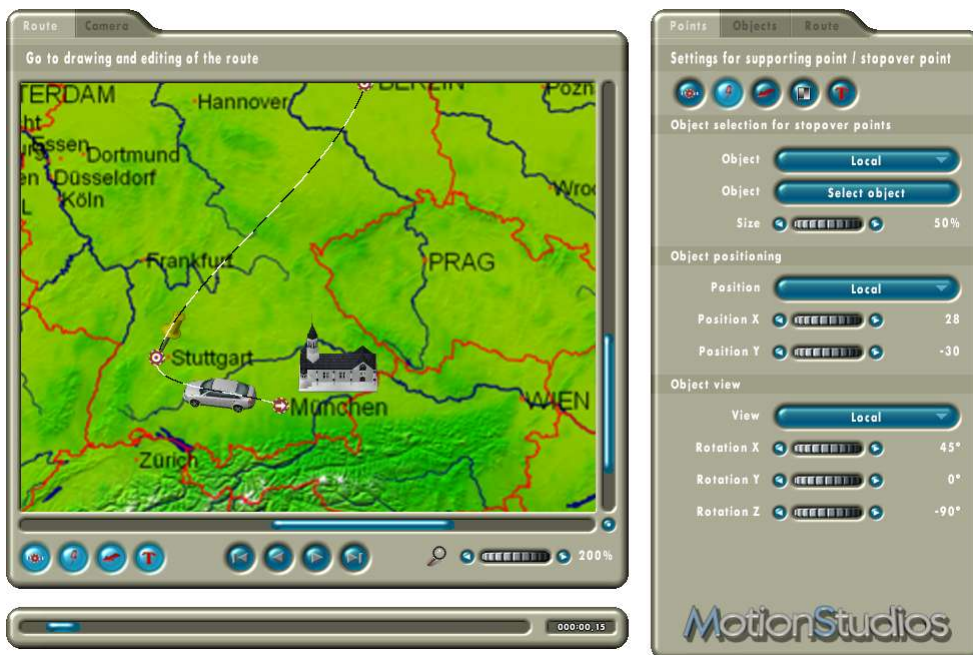 Route Camera
Go to drawing and editing of the route
TERDAM
Hannover
BERLIN
Pozn
ht
Essen
Dortmund
en Düsseldorf
Köln
L
Wroc
Frankfurt
PRAG
Stuttgart
München
WIEN
Zürich
200%
000:00,15
Points Objects Route
Settings for supporting point / stopover point
Object selection for stopover points
Object Local
Object Select object
Size 50%
Object positioning
Position Local
Position X 28
Position Y -30
Object view
View Local
Rotation X 45°
Rotation Y 0°
Rotation Z -90°
MotionStudios